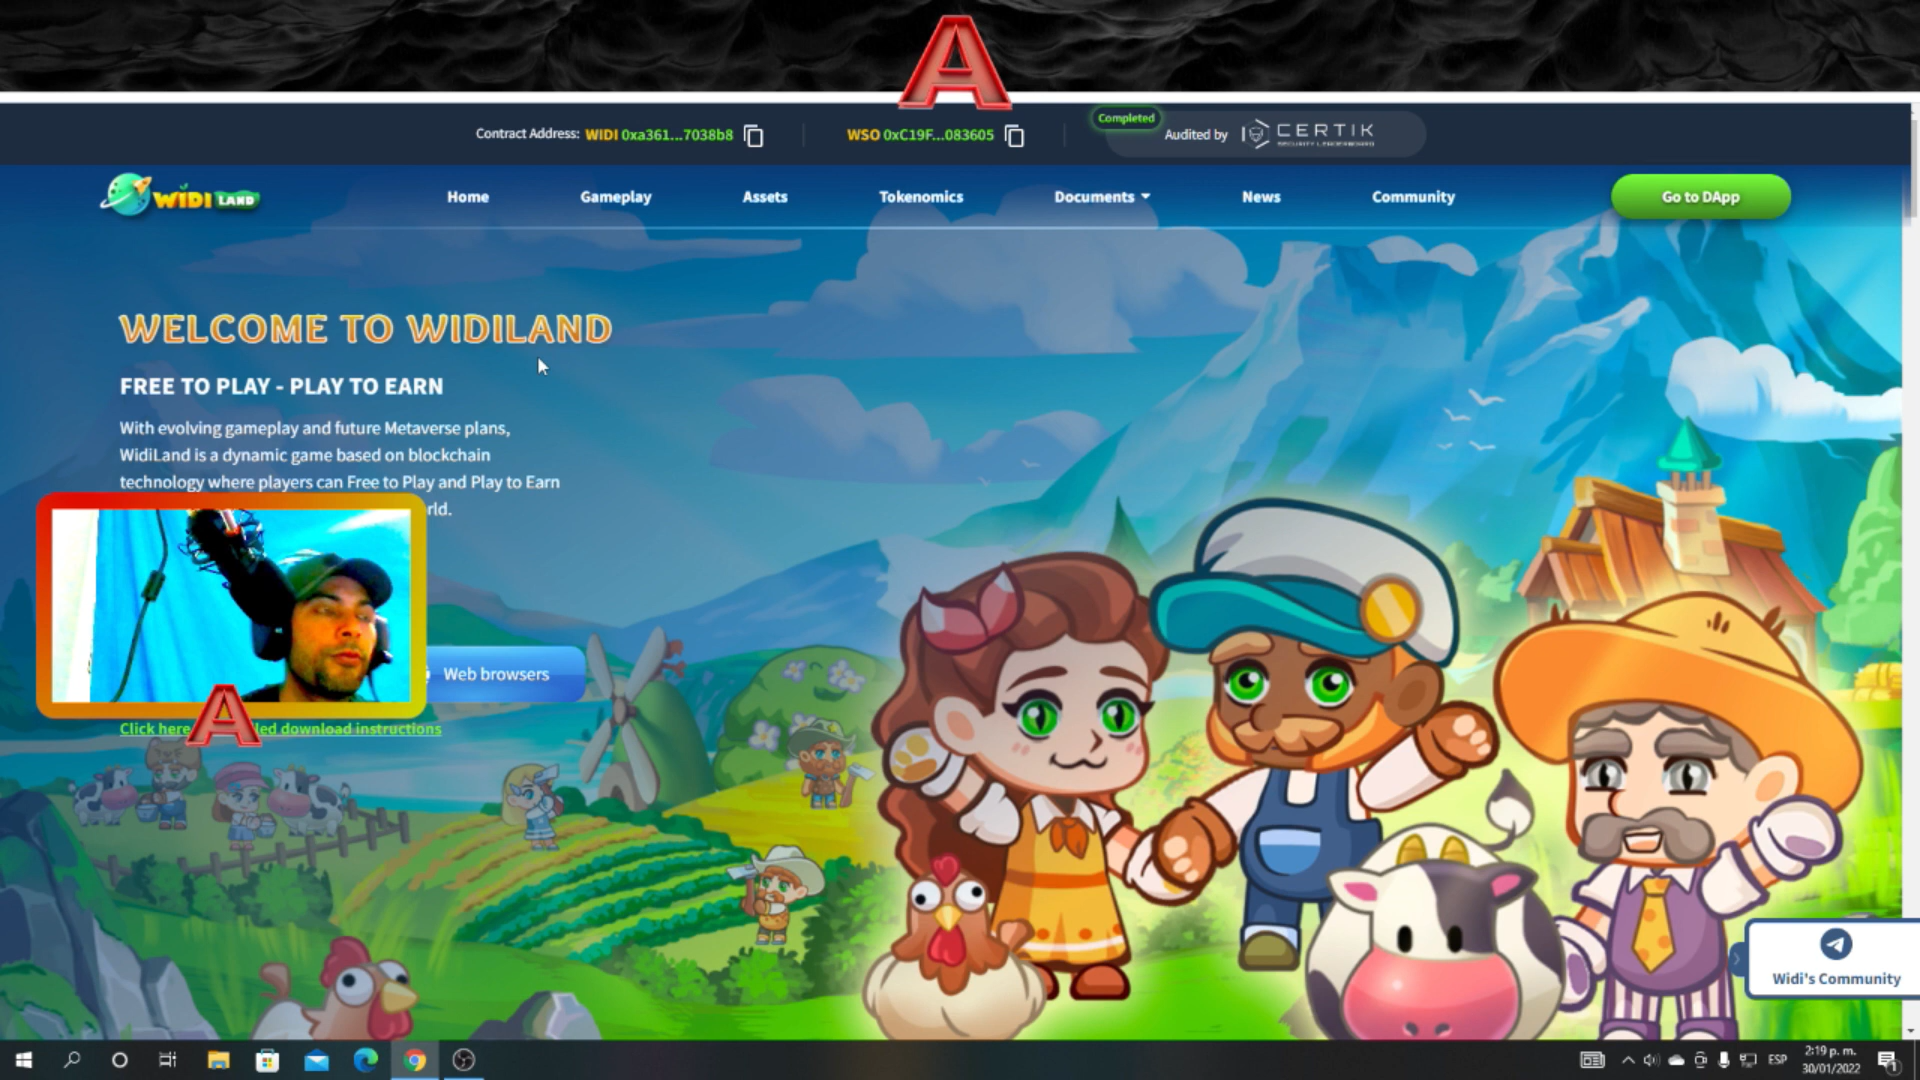 A
Completed
Contract Address: WIDI 0xa361...7038b8
WSO 0xC19F...083605
Audited by CERTIK
SECURITY LEADERBOARD
WIDI LAND
Home Gameplay Assets Tokenomics Documents News Community Go to DApp
WELCOME TO WIDILAND
FREE TO PLAY - PLAY TO EARN
With evolving gameplay and future Metaverse plans,
WidiLand is a dynamic game based on blockchain
technology where players can Free to Play and Play to Earn
rld.
Web browsers
Click here led download instructions
A
Widi's Community
ESP
2:19 p. m.
30/01/2022
1